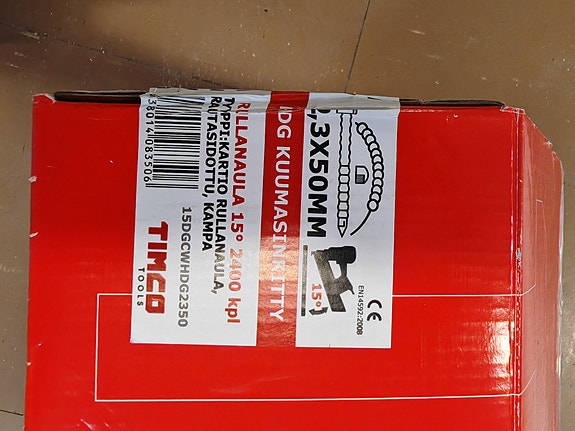 CE
EN14592:2008
2,3X50MM
15°
HDG KUUMASINKITTY
RULLANAULA 15° 2400 kpl
TYYPPI:KARTIO RULLANAULA,
RAUTASIDOTTU, KAMPA
380141083506
15DGCWHDG2350
TIMCO
TOOLS